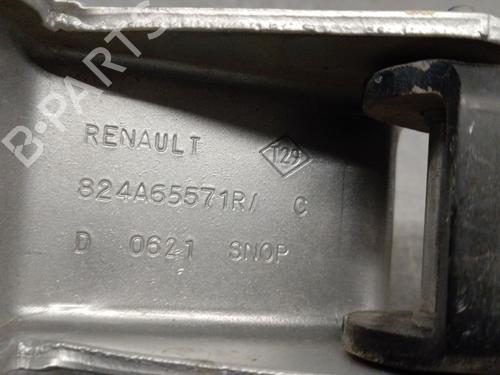 B-PARTS
RENAULT T29
824A65571R/ C
D 0621 SNOP